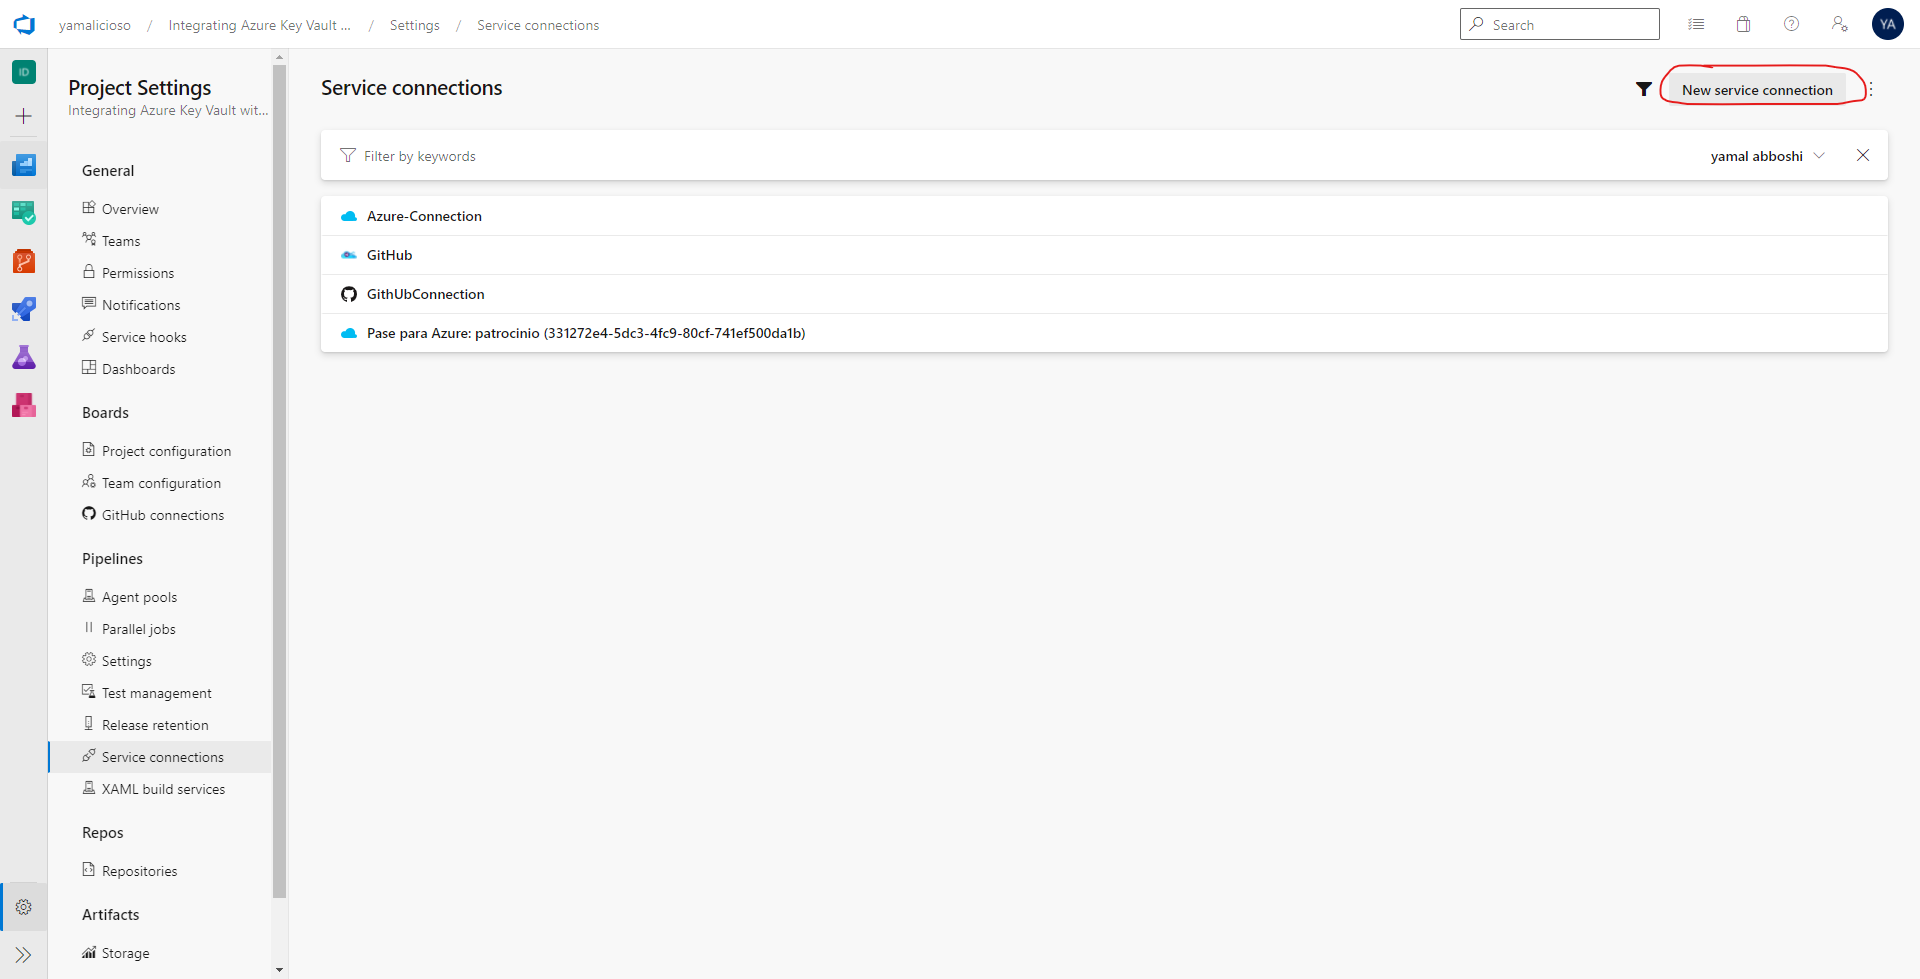 yamalicioso / Integrating Azure Key Vault ... / Settings / Service connections
Search
YA
ID
Project Settings
Integrating Azure Key Vault wit...
General
Overview
Teams
Permissions
Notifications
Service hooks
Dashboards
Boards
Project configuration
Team configuration
GitHub connections
Pipelines
Agent pools
Parallel jobs
Settings
Test management
Release retention
Service connections
XAML build services
Repos
Repositories
Artifacts
Storage
Service connections
New service connection
Filter by keywords
yamal abboshi
Azure-Connection
GitHub
GithUbConnection
Pase para Azure: patrocinio (331272e4-5dc3-4fc9-80cf-741ef500da1b)